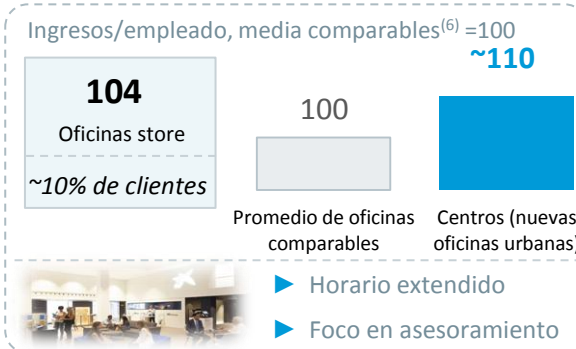 Ingresos/empleado, media comparables(6) =100
~110
104
Oficinas store
100
~10% de clientes
Promedio de oficinas
comparables
Centros (nuevas
oficinas urbanas)
► Horario extendido
► Foco en asesoramiento